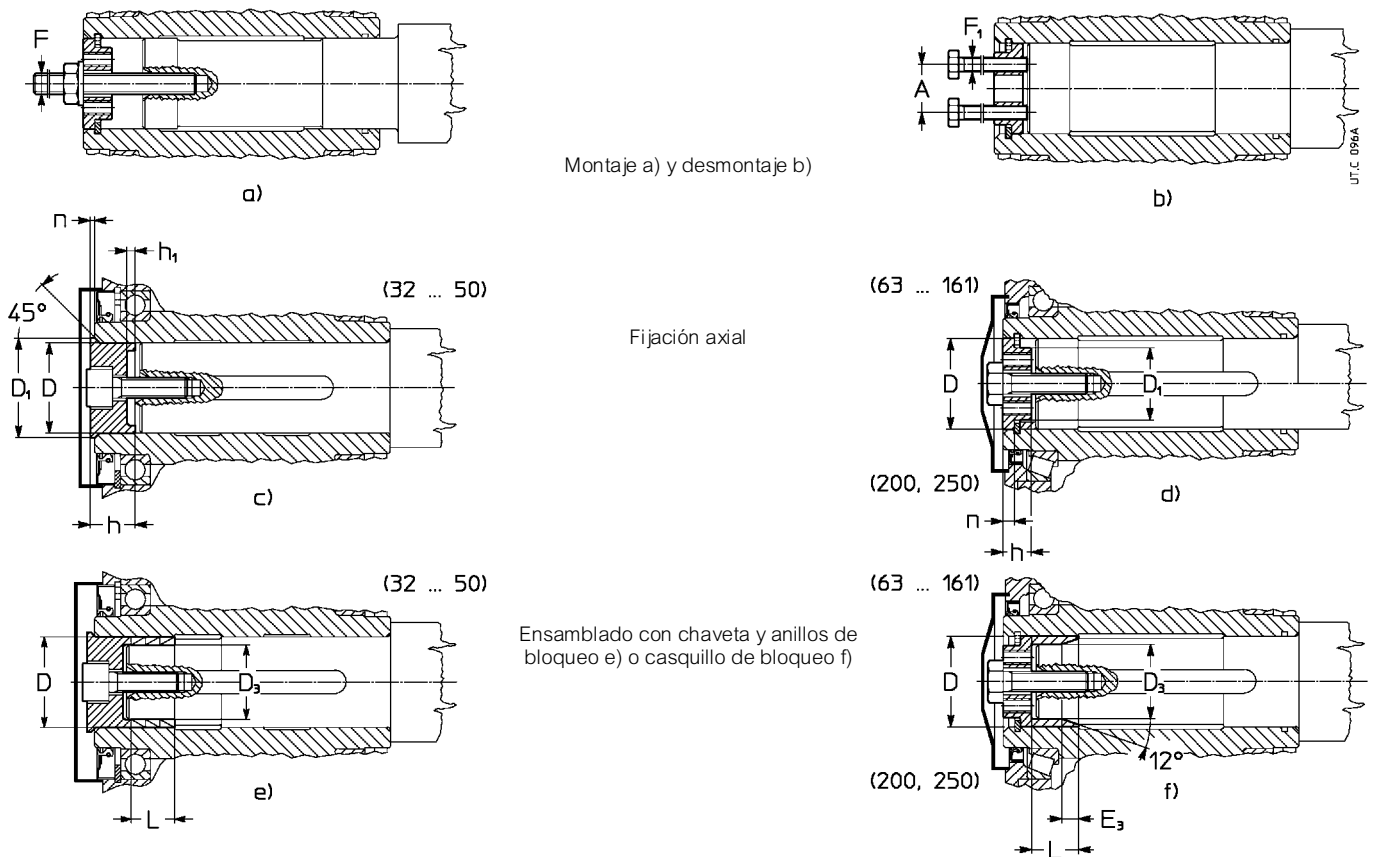 F
a)
Montaje a) y desmontaje b)
F₁
A
b)
UT.C 096A
n
h₁
45°
(32 ... 50)
D₁
D
h
c)
Fijación axial
(63 ... 161)
D
D₁
(200, 250)
n
h
d)
(32 ... 50)
D
D₃
L
e)
Ensamblado con chaveta y anillos de
bloqueo e) o casquillo de bloqueo f)
(63 ... 161)
D
D₃
12°
(200, 250)
E₃
L
f)